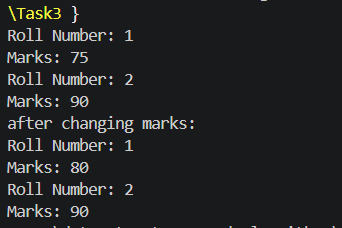 \Task3 }
Roll Number: 1
Marks: 75
Roll Number: 2
Marks: 90
after changing marks:
Roll Number: 1
Marks: 80
Roll Number: 2
Marks: 90